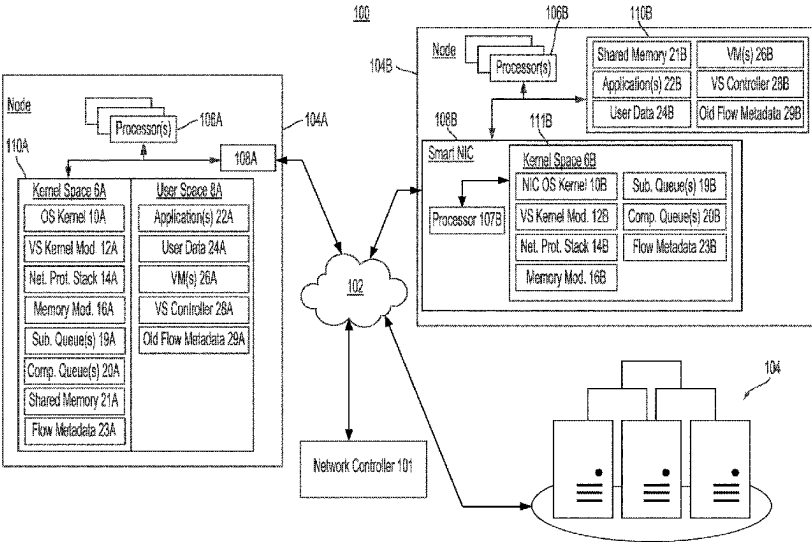 100
Node
Processor(s)
106A
104A
110A
108A
Kernel Space 6A
OS Kernel 10A
VS Kernel Mod. 12A
Net. Prot. Stack 14A
Memory Mod. 16A
Sub. Queue(s) 19A
Comp. Queue(s) 20A
Shared Memory 21A
Flow Metadata 23A
User Space 8A
Application(s) 22A
User Data 24A
VM(s) 26A
VS Controller 28A
Old Flow Metadata 29A
104B
Node
Processor(s)
106B
110B
Shared Memory 21B
VM(s) 26B
Application(s) 22B
VS Controller 28B
User Data 24B
Old Flow Metadata 29B
108B
111B
Smart NIC
Processor 107B
Kernel Space 6B
NIC OS Kernel 10B
Sub. Queue(s) 19B
VS Kernel Mod. 12B
Comp. Queue(s) 20B
Net. Prot. Stack 14B
Flow Metadata 23B
Memory Mod. 16B
102
Network Controller 101
104